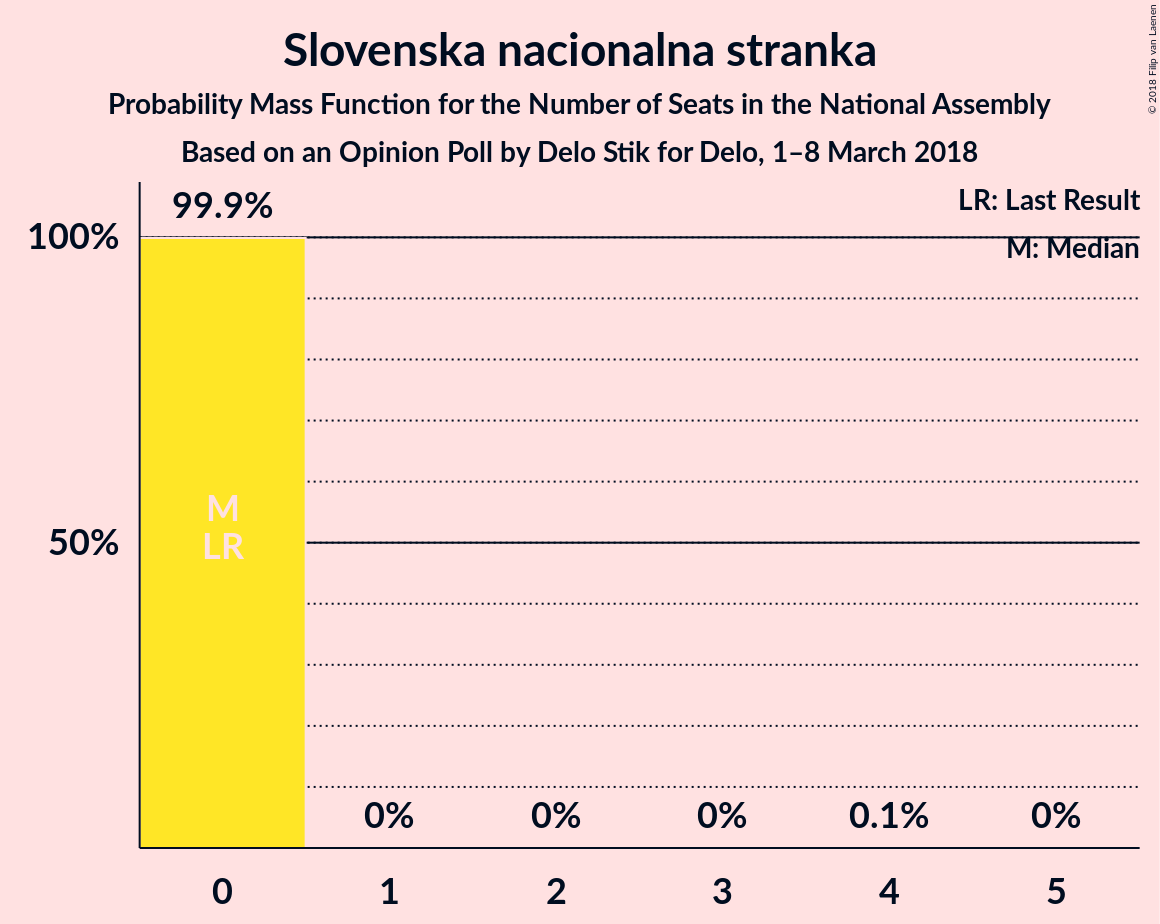 Slovenska nacionalna stranka
Probability Mass Function for the Number of Seats in the National Assembly
Based on an Opinion Poll by Delo Stik for Delo, 1–8 March 2018
© 2018 Filip van Laenen
LR: Last Result
M: Median
99.9%
100%
50%
M
LR
0%
0%
0%
0.1%
0%
0
1
2
3
4
5